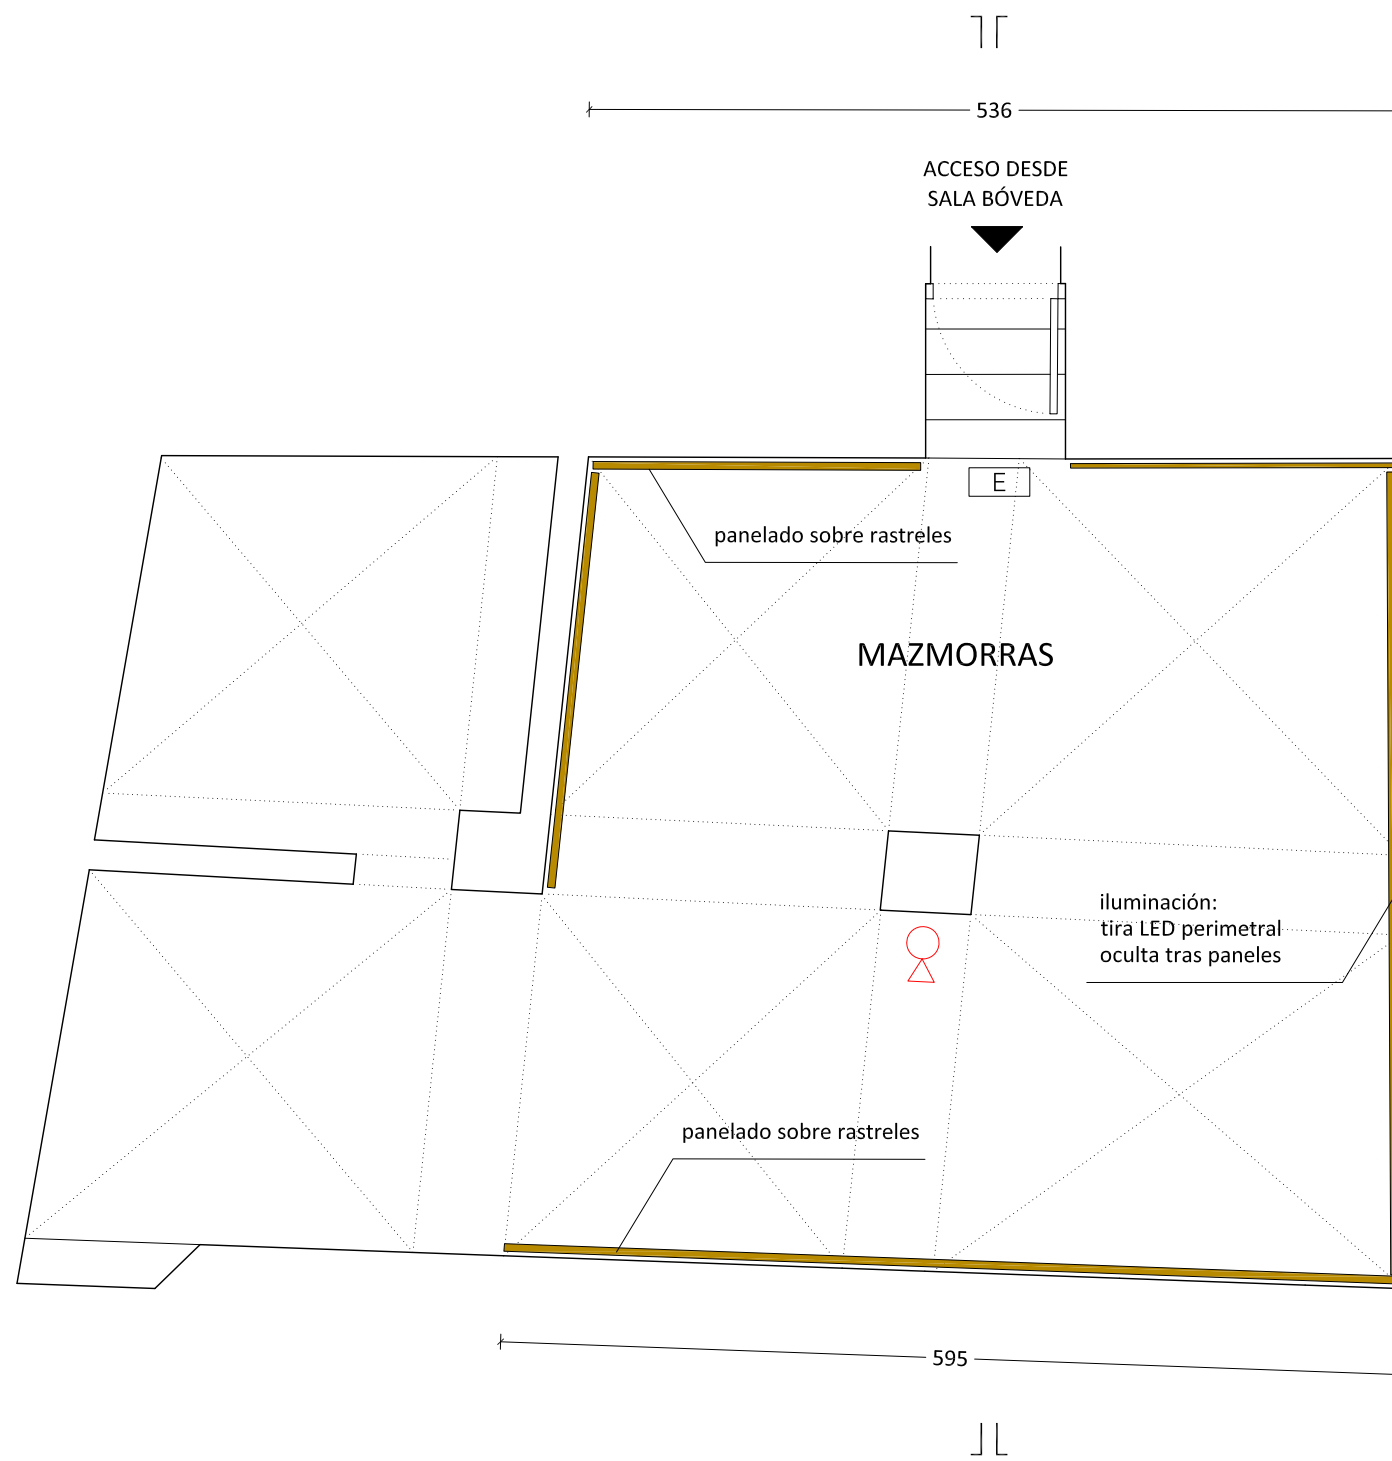 536
ACCESO DESDE
SALA BÓVEDA
E
panelado sobre rastreles
MAZMORRAS
iluminación:
tira LED perimetral
oculta tras paneles
panelado sobre rastreles
595